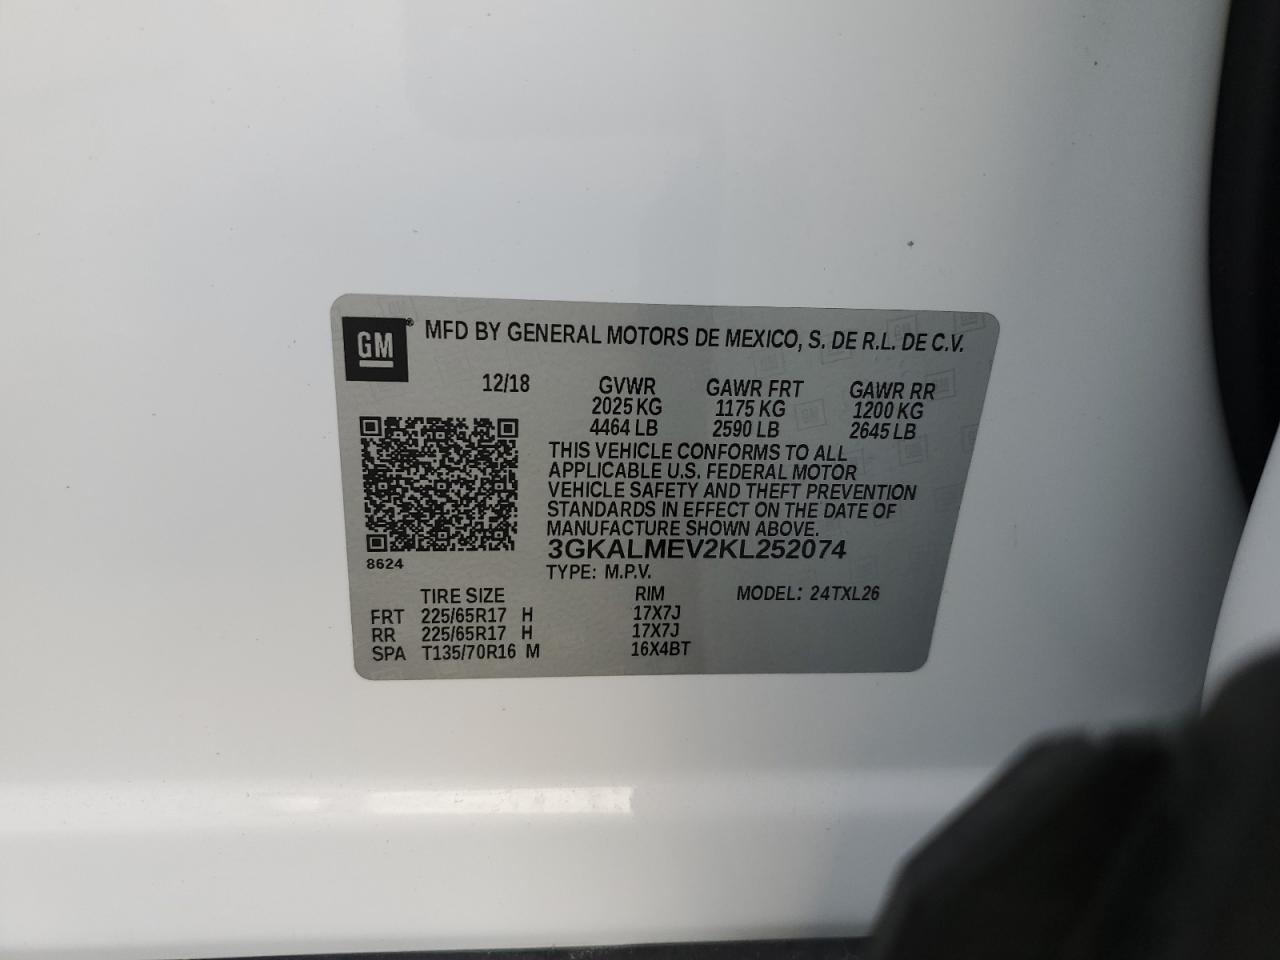 GM® MFD BY GENERAL MOTORS DE MEXICO, S. DE R.L. DE C.V.
12/18 GVWR GAWR FRT GAWR RR
2025 KG 1175 KG 1200 KG
4464 LB 2590 LB 2645 LB
THIS VEHICLE CONFORMS TO ALL
APPLICABLE U.S. FEDERAL MOTOR
VEHICLE SAFETY AND THEFT PREVENTION
STANDARDS IN EFFECT ON THE DATE OF
MANUFACTURE SHOWN ABOVE.
3GKALMEV2KL252074
8624
TYPE: M.P.V.
TIRE SIZE RIM MODEL: 24TXL26
FRT 225/65R17 H 17X7J
RR 225/65R17 H 17X7J
SPA T135/70R16 M 16X4BT